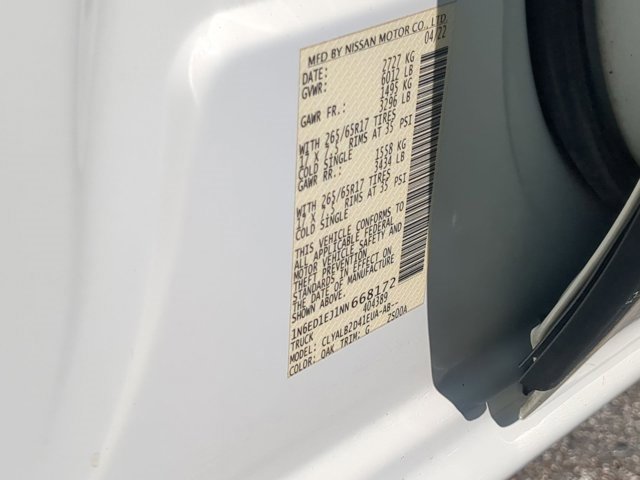 MFD BY NISSAN MOTOR CO., LTD.
DATE: 04/22
GVWR: 2727 KG
6012 LB
GAWR FR.: 1495 KG
3296 LB
WITH 265/65R17 TIRES
17 X 7.5 RIMS AT 35 PSI
COLD SINGLE
GAWR RR.: 1558 KG
3434 LB
WITH 265/65R17 TIRES
17 X 7.5 RIMS AT 35 PSI
COLD SINGLE
THIS VEHICLE CONFORMS TO
ALL APPLICABLE FEDERAL
MOTOR VEHICLE SAFETY AND
THEFT PREVENTION
STANDARDS IN EFFECT ON
THE DATE OF MANUFACTURE
SHOWN ABOVE.
1N6ED1EJ1NN 668172
TRUCK 404389
MODEL: CLYALB2D41EUA-AB--
COLOR: QAK TRIM: G 2S00A